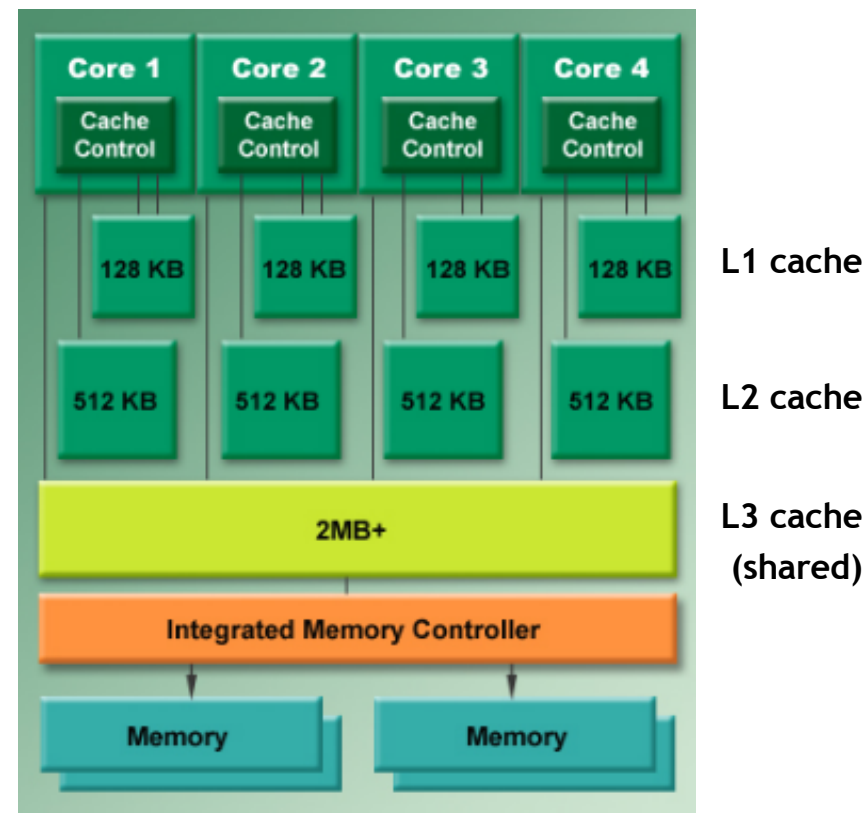 Core 1 Core 2 Core 3 Core 4
Cache Cache Cache Cache
Control Control Control Control
128 KB 128 KB 128 KB 128 KB L1 cache
512 KB 512 KB 512 KB 512 KB L2 cache
2MB+ L3 cache
(shared)
Integrated Memory Controller
Memory Memory